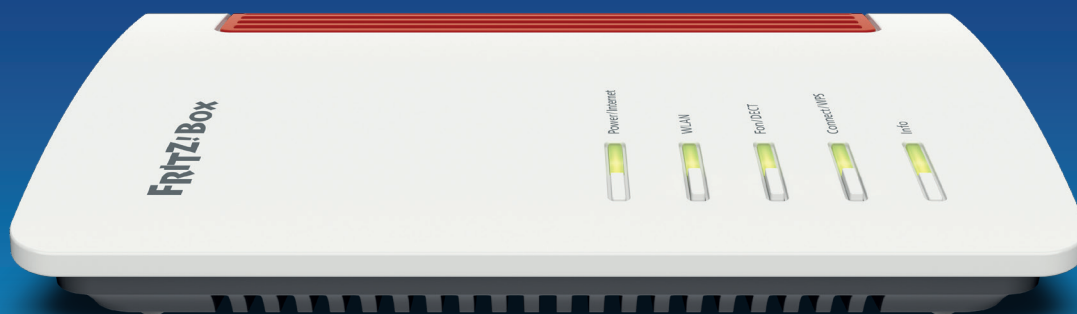 FRITZ!BOX
Power/Internet
WLAN
Fon/DECT
Connect/WPS
Info